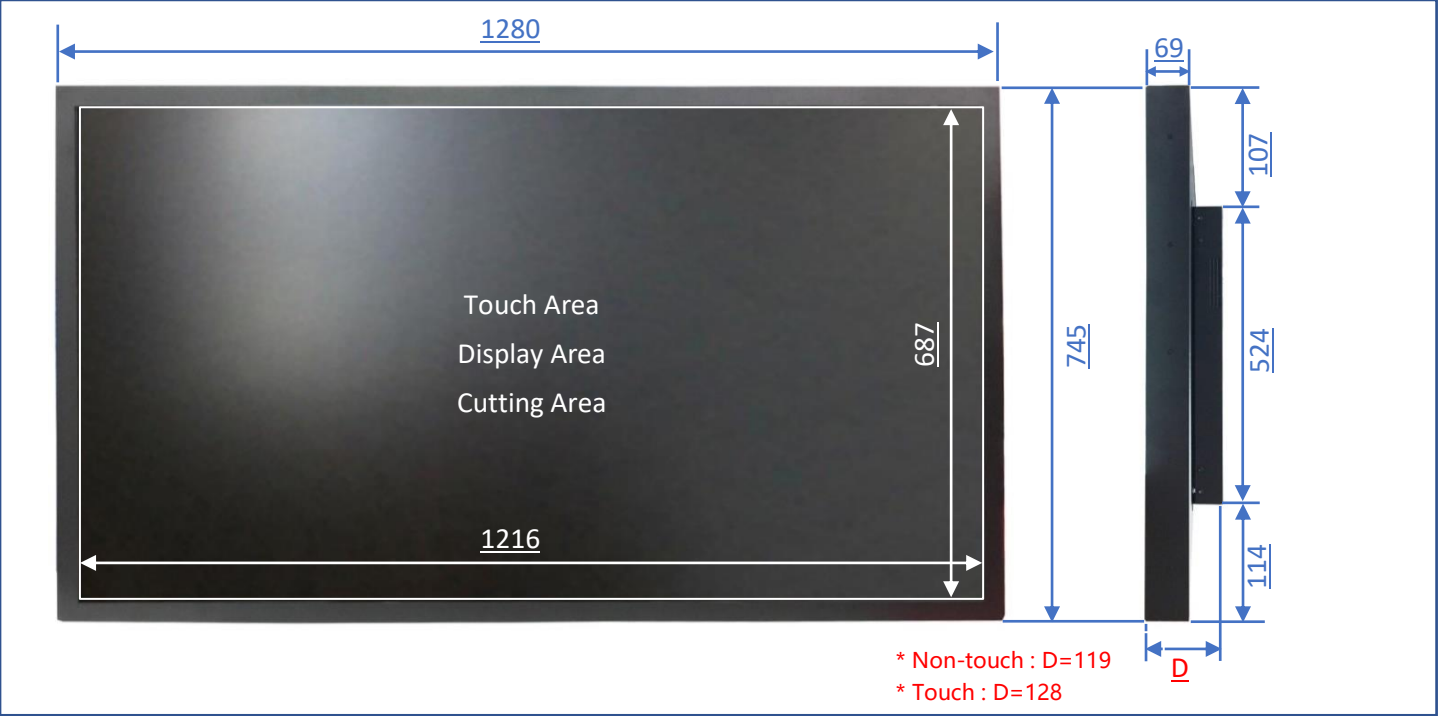 1280
69
107
Touch Area
Display Area
Cutting Area
687
745
524
1216
114
* Non-touch : D=119
* Touch : D=128
D